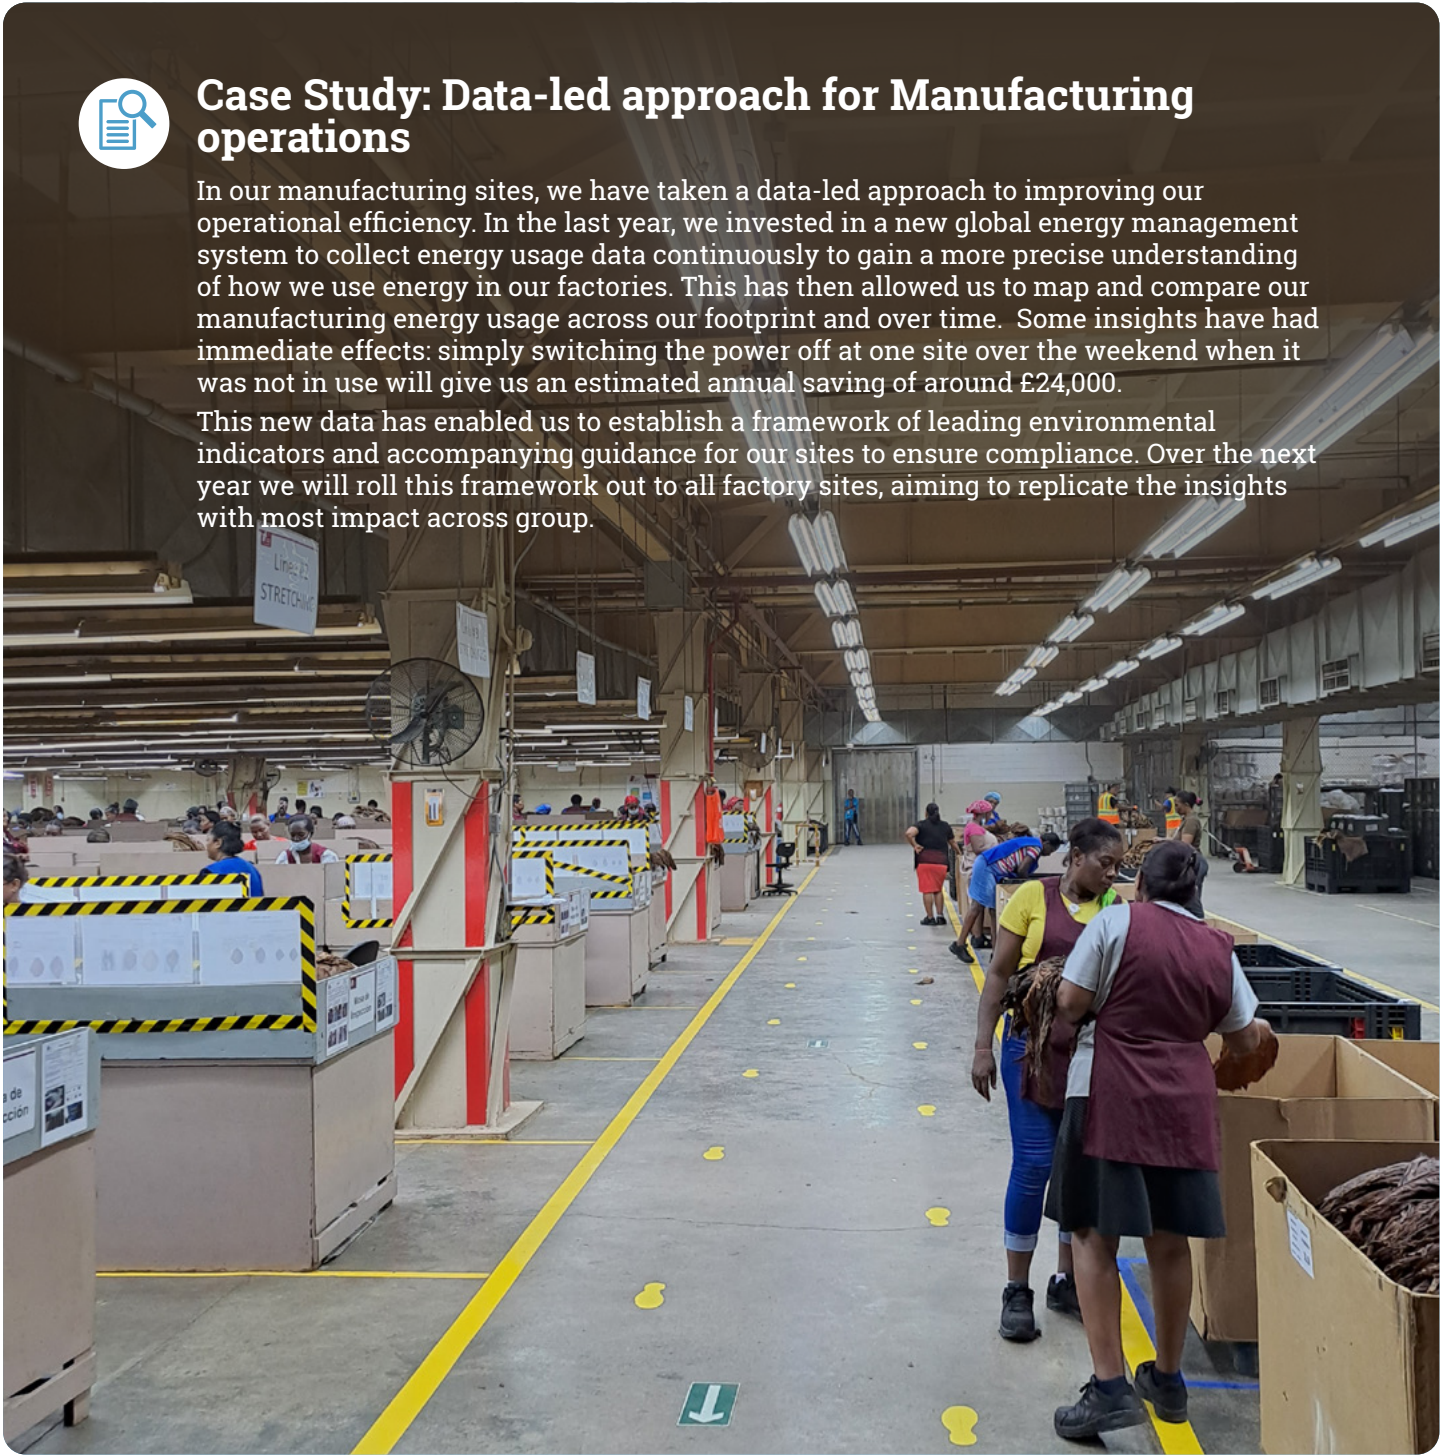 Case Study: Data-led approach for Manufacturing
operations
In our manufacturing sites, we have taken a data-led approach to improving our
operational efficiency. In the last year, we invested in a new global energy management
system to collect energy usage data continuously to gain a more precise understanding
of how we use energy in our factories. This has then allowed us to map and compare our
manufacturing energy usage across our footprint and over time.  Some insights have had
immediate effects: simply switching the power off at one site over the weekend when it
was not in use will give us an estimated annual saving of around £24,000.
This new data has enabled us to establish a framework of leading environmental
indicators and accompanying guidance for our sites to ensure compliance. Over the next
year we will roll this framework out to all factory sites, aiming to replicate the insights
with most impact across group.
STRETCHING
Mesa de
Inspección